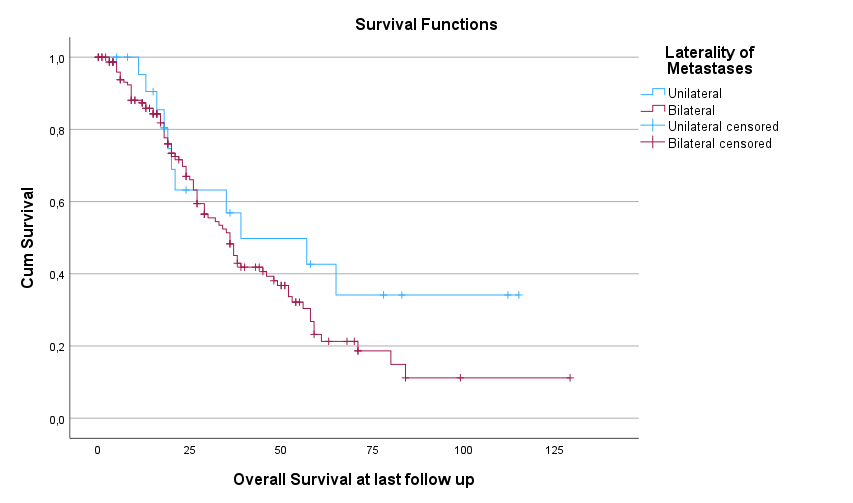 Survival Functions
Laterality of
Metastases
Unilateral
Bilateral
Unilateral censored
Bilateral censored
Cum Survival
1,0
0,8
0,6
0,4
0,2
0,0
0 25 50 75 100 125
Overall Survival at last follow up